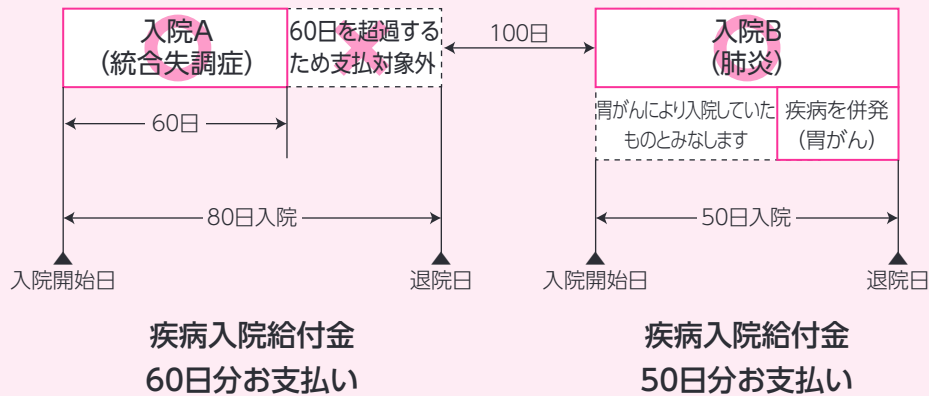 入院A
(統合失調症)
60日を超過する
ため支払対象外
100日
入院B
(肺炎)
60日
胃がんにより入院していた
ものとみなします
疾病を併発
(胃がん)
80日入院
50日入院
入院開始日
退院日
入院開始日
退院日
疾病入院給付金
60日分お支払い
疾病入院給付金
50日分お支払い